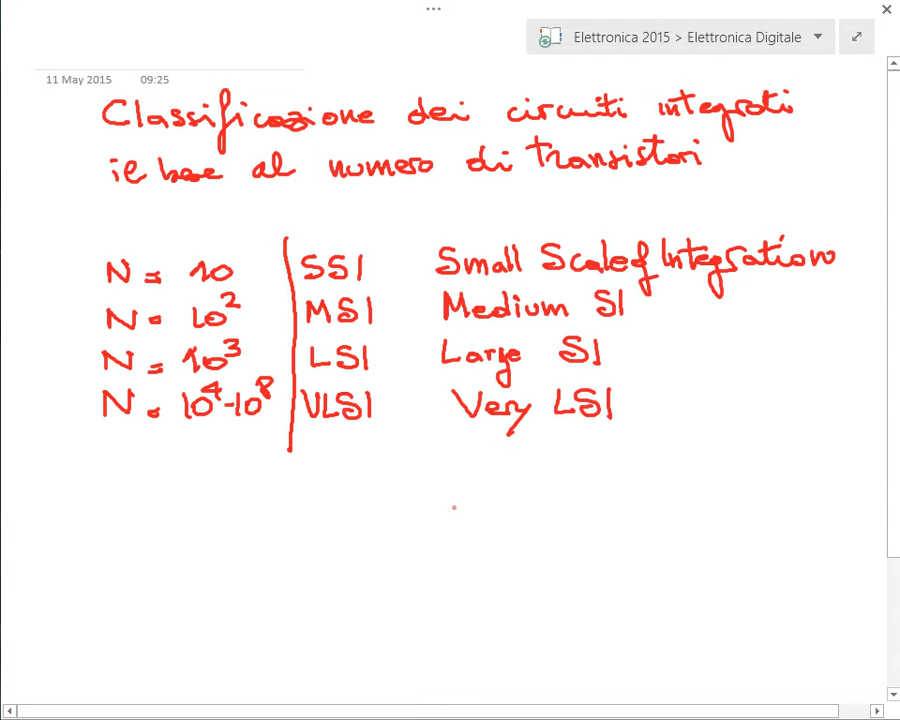 Elettronica 2015 > Elettronica Digitale
11 May 2015 09:25
Classificazione dei circuiti integrati
in base al numero di transistori
N = 10 | SSI Small Scale of Integration
N = 10² | MSI Medium SI
N = 10³ | LSI Large SI
N = 10⁴-10⁸ | VLSI Very LSI